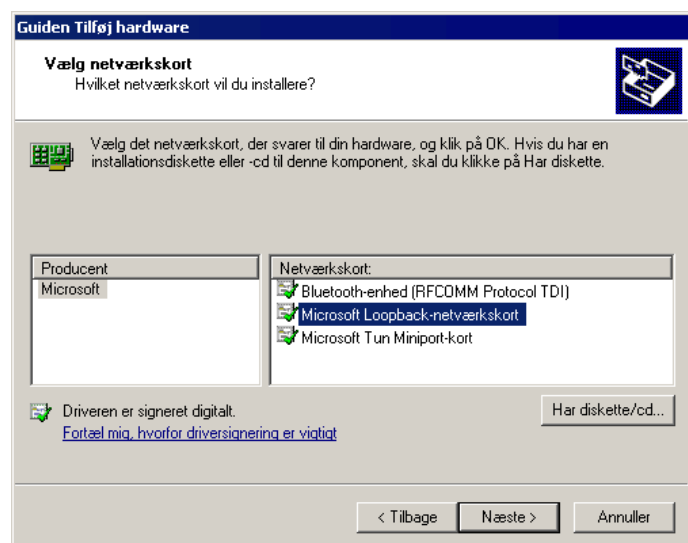 Guiden Tilføj hardware
Vælg netværkskort
Hvilket netværkskort vil du installere?
Vælg det netværkskort, der svarer til din hardware, og klik på OK. Hvis du har en
installationsdiskette eller -cd til denne komponent, skal du klikke på Har diskette.
Producent
Microsoft
Netværkskort:
Bluetooth-enhed (RFCOMM Protocol TDI)
Microsoft Loopback-netværkskort
Microsoft Tun Miniport-kort
Driveren er signeret digitalt.
Fortæl mig, hvorfor driversignering er vigtigt
Har diskette/cd...
< Tilbage
Næste >
Annuller